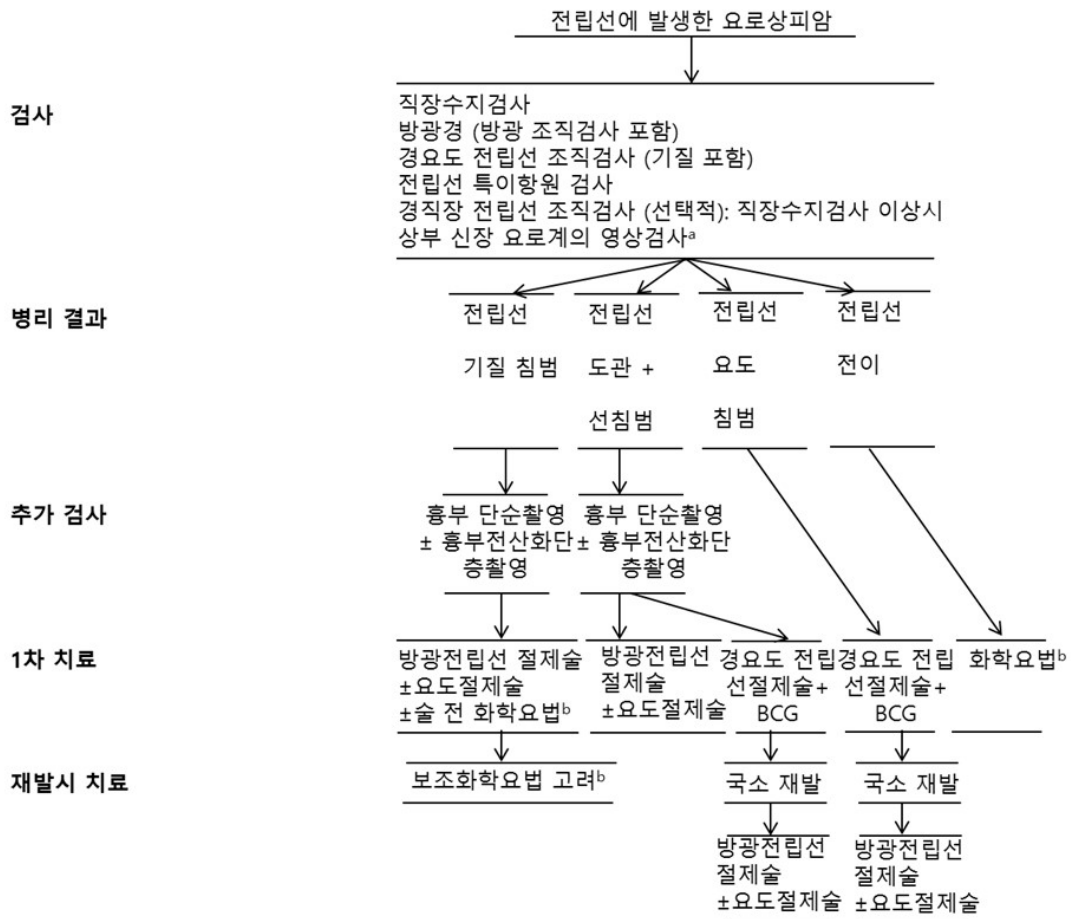 전립선에 발생한 요로상피암
검사
직장수지검사
방광경 (방광 조직검사 포함)
경요도 전립선 조직검사 (기질 포함)
전립선 특이항원 검사
경직장 전립선 조직검사 (선택적): 직장수지검사 이상시
상부 신장 요로계의 영상검사ᵃ
병리 결과
전립선
기질 침범
전립선
도관 +
선침범
전립선
요도
침범
전립선
전이
추가 검사
흉부 단순촬영
± 흉부전산화단
층촬영
흉부 단순촬영
± 흉부전산화단
층촬영
1차 치료
방광전립선 절제술
±요도절제술
±술 전 화학요법ᵇ
방광전립선
절제술
±요도절제술
경요도 전립
선절제술+
BCG
경요도 전립
선절제술+
BCG
화학요법ᵇ
재발시 치료
보조화학요법 고려ᵇ
국소 재발
국소 재발
방광전립선
절제술
±요도절제술
방광전립선
절제술
±요도절제술